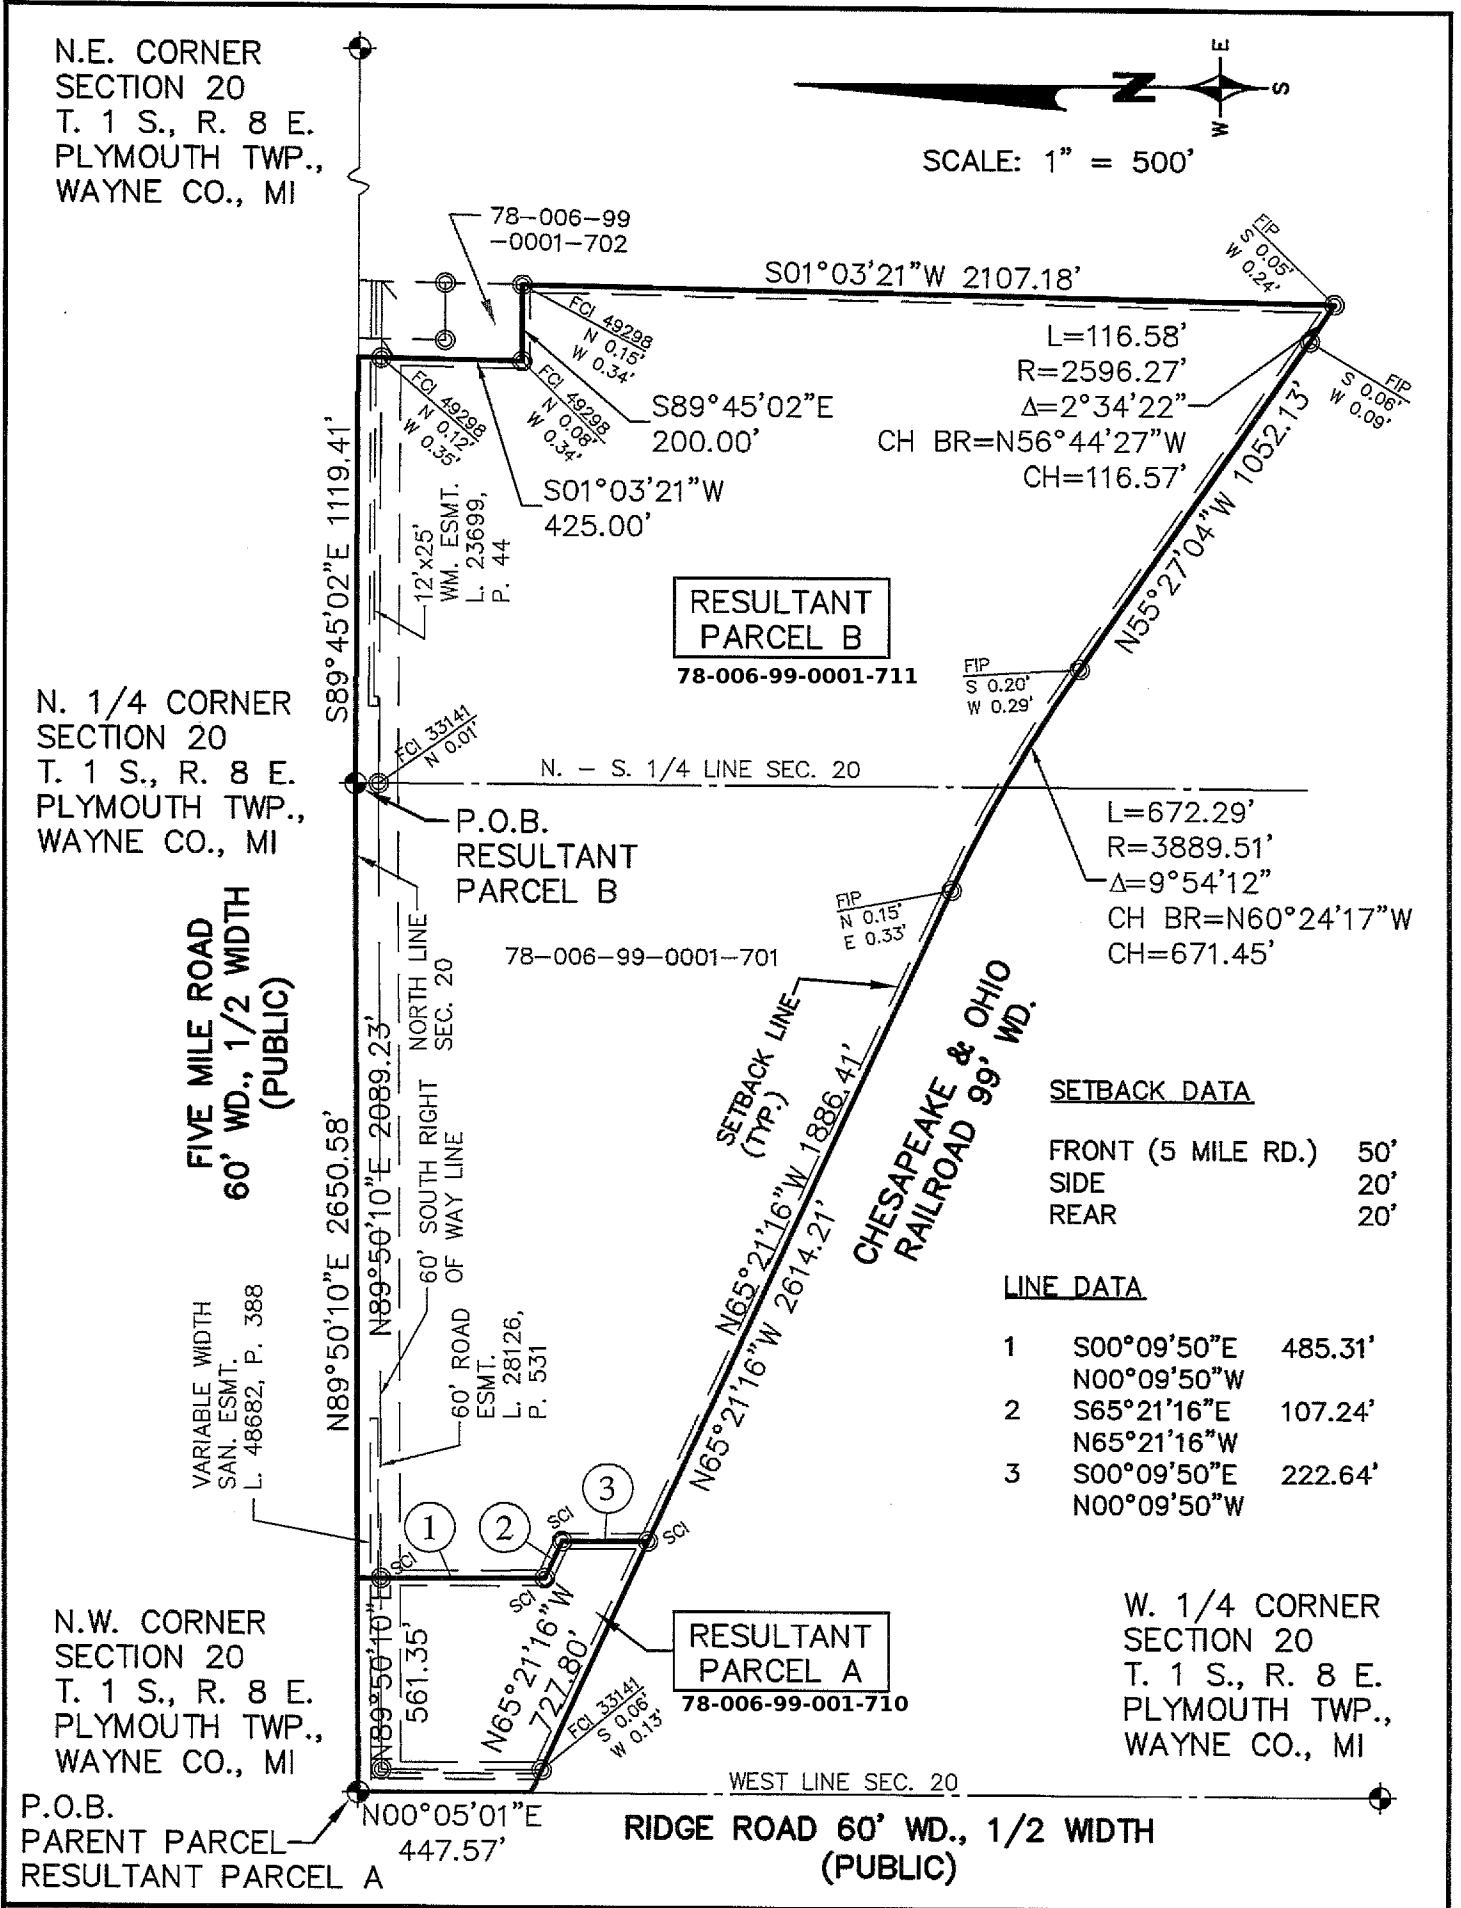 N.E. CORNER
SECTION 20
T. 1 S., R. 8 E.
PLYMOUTH TWP.,
WAYNE CO., MI
E
N
S
W
SCALE: 1" = 500'
78-006-99
-0001-702
S01°03'21"W 2107.18'
FIP
S 0.05'
W 0.24'
FCI 49298
N 0.15'
W 0.34'
L=116.58'
R=2596.27'
Δ=2°34'22"
CH BR=N56°44'27"W
CH=116.57'
FIP
S 0.06'
W 0.09'
FCI 49298
N 0.12'
W 0.35'
FCI 49298
N 0.08'
W 0.34'
S89°45'02"E
200.00'
S01°03'21"W
425.00'
S89°45'02"E 1119.41'
12'x25'
WM. ESMT.
L. 23699,
P. 44
N55°27'04"W 1052.13'
RESULTANT
PARCEL B
78-006-99-0001-711
FIP
S 0.20'
W 0.29'
N. 1/4 CORNER
SECTION 20
T. 1 S., R. 8 E.
PLYMOUTH TWP.,
WAYNE CO., MI
FCI 33141
N 0.01'
N. - S. 1/4 LINE SEC. 20
P.O.B.
RESULTANT
PARCEL B
L=672.29'
R=3889.51'
Δ=9°54'12"
CH BR=N60°24'17"W
CH=671.45'
FIP
N 0.15'
E 0.33'
78-006-99-0001-701
FIVE MILE ROAD
60' WD., 1/2 WIDTH
(PUBLIC)
NORTH LINE
SEC. 20
N89°50'10"E 2650.58'
N89°50'10"E 2089.23'
60' SOUTH RIGHT
OF WAY LINE
SETBACK LINE
(TYP.)
CHESAPEAKE & OHIO
RAILROAD 99' WD.
N65°21'16"W 1886.41'
N65°21'16"W 2614.21'
SETBACK DATA
FRONT (5 MILE RD.) 50'
SIDE 20'
REAR 20'
VARIABLE WIDTH
SAN. ESMT.
L. 48682, P. 388
60' ROAD
ESMT.
L. 28126,
P. 531
LINE DATA
1 S00°09'50"E 485.31'
N00°09'50"W
2 S65°21'16"E 107.24'
N65°21'16"W
3 S00°09'50"E 222.64'
N00°09'50"W
1
2
3
SCI
SCI
SCI
SCI
N.W. CORNER
SECTION 20
T. 1 S., R. 8 E.
PLYMOUTH TWP.,
WAYNE CO., MI
N89°50'10"E
561.35'
N65°21'16"W
727.80'
FCI 33141
S 0.06'
W 0.13'
RESULTANT
PARCEL A
78-006-99-001-710
W. 1/4 CORNER
SECTION 20
T. 1 S., R. 8 E.
PLYMOUTH TWP.,
WAYNE CO., MI
WEST LINE SEC. 20
P.O.B.
PARENT PARCEL
RESULTANT PARCEL A
N00°05'01"E
447.57'
RIDGE ROAD 60' WD., 1/2 WIDTH
(PUBLIC)